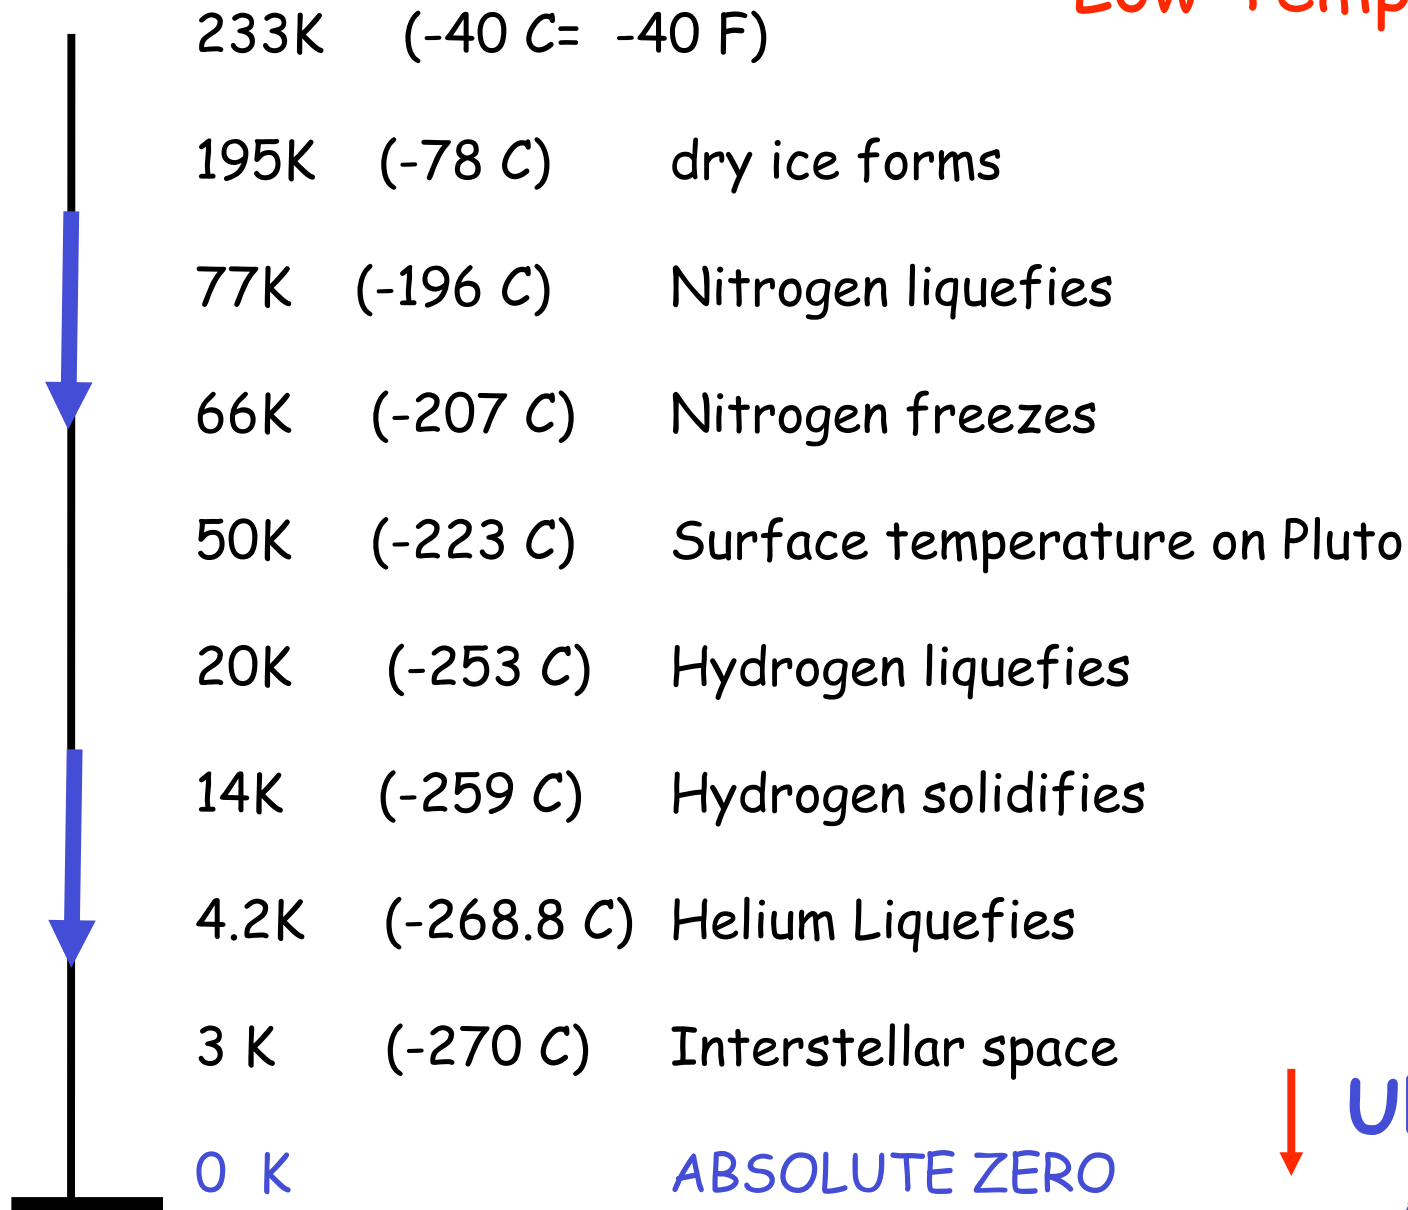 Low Temp
233K (-40 C= -40 F)
195K (-78 C) dry ice forms
77K (-196 C) Nitrogen liquefies
66K (-207 C) Nitrogen freezes
50K (-223 C) Surface temperature on Pluto
20K (-253 C) Hydrogen liquefies
14K (-259 C) Hydrogen solidifies
4.2K (-268.8 C) Helium Liquefies
3 K (-270 C) Interstellar space
0 K ABSOLUTE ZERO